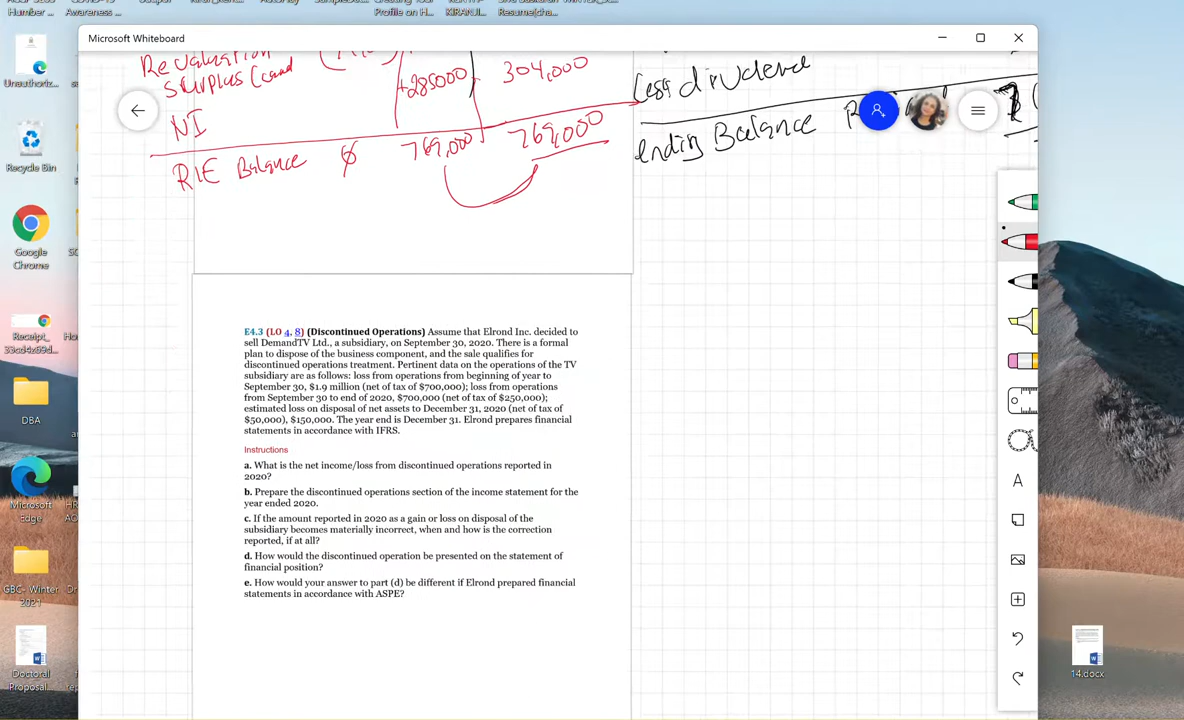 Humber ...
Awareness ...
Profile on H...
KIRANJI...
Resume(cha...
Microsoft Whiteboard
Revaluation
Surplus (cand
+285000
304,000
Less dividend
NI
RIE Balance ∅ 769,000 769,000
ending Balance
Unauthoriz...
Recycle Bin
Google
Chrome
Receipt_
DBA
Microsoft
Edge
GBC- Winter
2021
Doctoral
Proposal...
14.docx
E4.3 (LO 4, 8) (Discontinued Operations) Assume that Elrond Inc. decided to
sell DemandTV Ltd., a subsidiary, on September 30, 2020. There is a formal
plan to dispose of the business component, and the sale qualifies for
discontinued operations treatment. Pertinent data on the operations of the TV
subsidiary are as follows: loss from operations from beginning of year to
September 30, $1.9 million (net of tax of $700,000); loss from operations
from September 30 to end of 2020, $700,000 (net of tax of $250,000);
estimated loss on disposal of net assets to December 31, 2020 (net of tax of
$50,000), $150,000. The year end is December 31. Elrond prepares financial
statements in accordance with IFRS.
Instructions
a. What is the net income/loss from discontinued operations reported in
2020?
b. Prepare the discontinued operations section of the income statement for the
year ended 2020.
c. If the amount reported in 2020 as a gain or loss on disposal of the
subsidiary becomes materially incorrect, when and how is the correction
reported, if at all?
d. How would the discontinued operation be presented on the statement of
financial position?
e. How would your answer to part (d) be different if Elrond prepared financial
statements in accordance with ASPE?